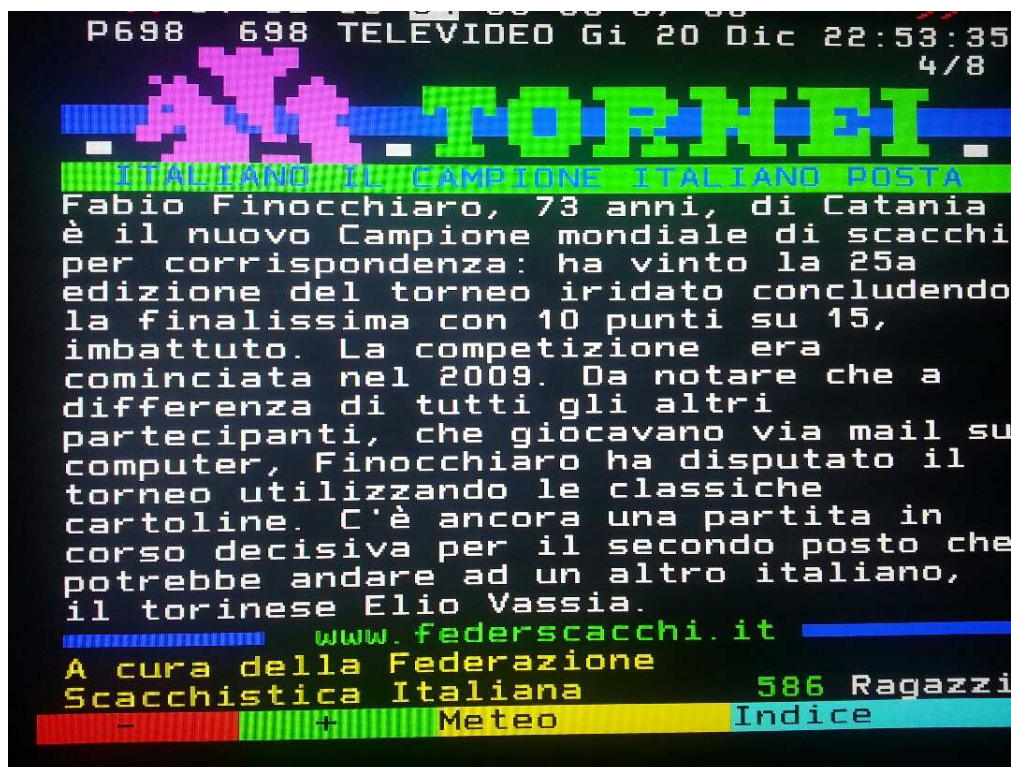 P698 698 TELEVIDEO Gi 20 Dic 22:53:35
4/8
TORNEI
ITALIANO IL CAMPIONE ITALIANO POSTA
Fabio Finocchiaro, 73 anni, di Catania
è il nuovo Campione mondiale di scacchi
per corrispondenza: ha vinto la 25a
edizione del torneo iridato concludendo
la finalissima con 10 punti su 15,
imbattuto. La competizione era
cominciata nel 2009. Da notare che a
differenza di tutti gli altri
partecipanti, che giocavano via mail su
computer, Finocchiaro ha disputato il
torneo utilizzando le classiche
cartoline. C'è ancora una partita in
corso decisiva per il secondo posto che
potrebbe andare ad un altro italiano,
il torinese Elio Vassia.
www.federscacchi.it
A cura della Federazione
Scacchistica Italiana 586 Ragazzi
- + Meteo Indice